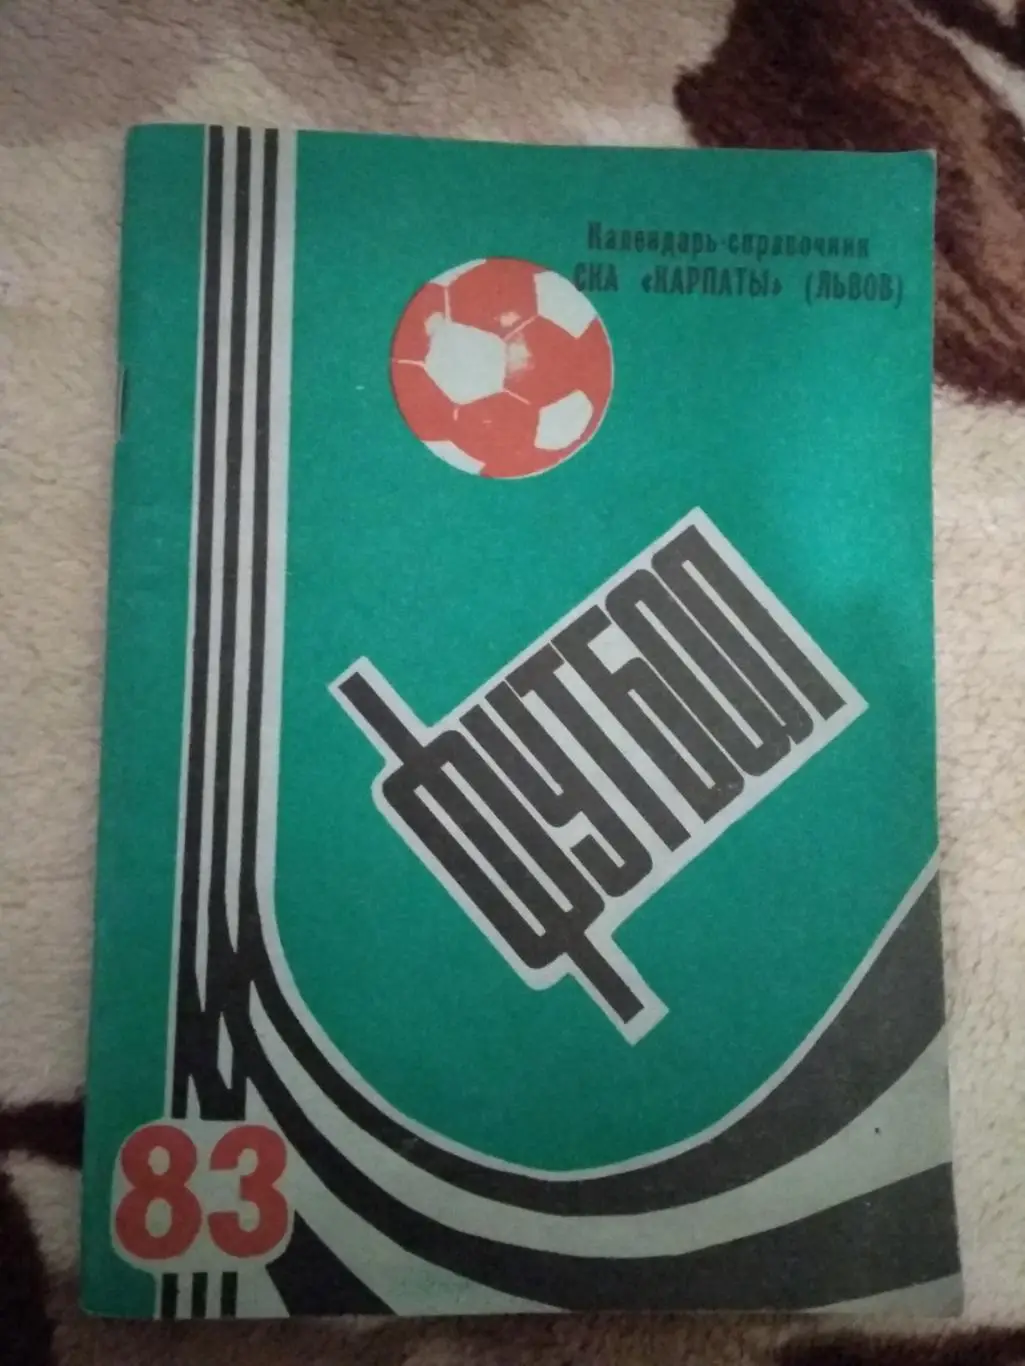 Календарь-справочник
СКА «КАРПАТЫ» (ЛЬВОВ)
ФУТБОЛ
83